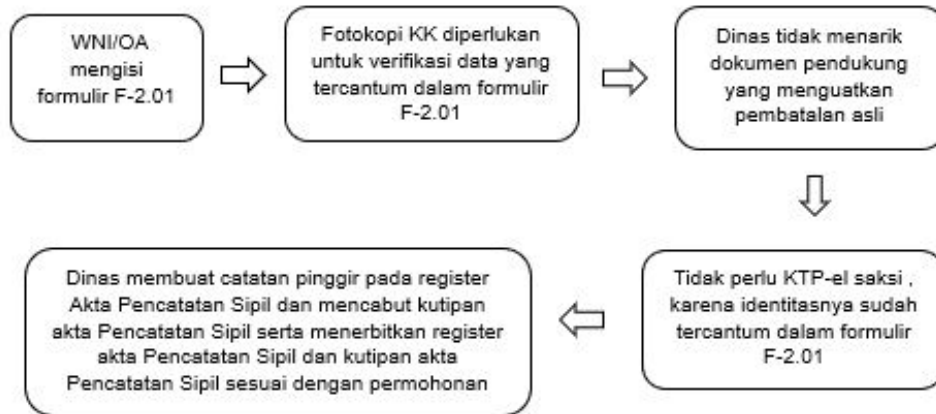 WNI/OA
mengisi
formulir F-2.01
Fotokopi KK diperlukan
untuk verifikasi data yang
tercantum dalam formulir
F-2.01
Dinas tidak menarik
dokumen pendukung
yang menguatkan
pembatalan asli
Tidak perlu KTP-el saksi ,
karena identitasnya sudah
tercantum dalam formulir
F-2.01
Dinas membuat catatan pinggir pada register
Akta Pencatatan Sipil dan mencabut kutipan
akta Pencatatan Sipil serta menerbitkan register
akta Pencatatan Sipil dan kutipan akta
Pencatatan Sipil sesuai dengan permohonan